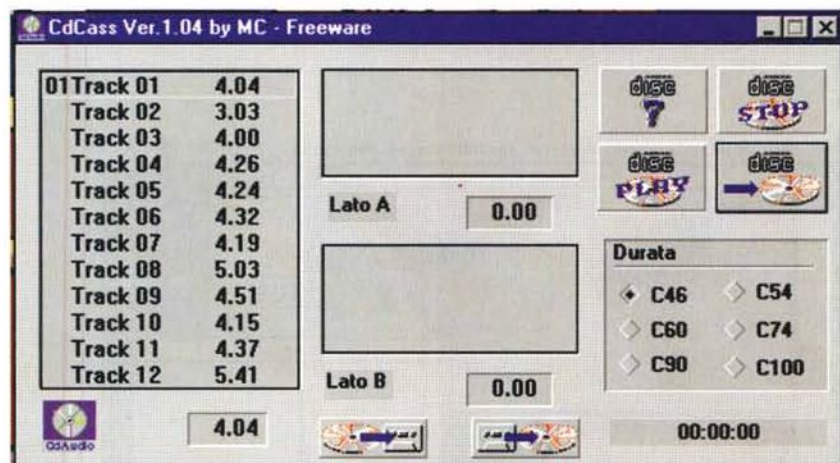 CdCass Ver.1.04 by MC - Freeware
01 Track 01 4.04
Track 02 3.03
Track 03 4.00
Track 04 4.26
Track 05 4.24
Track 06 4.32
Track 07 4.19
Track 08 5.03
Track 09 4.51
Track 10 4.15
Track 11 4.37
Track 12 5.41
CdAudio
4.04
Lato A 0.00
Lato B 0.00
disc 7
disc STOP
disc PLAY
disc
Durata
C46 C54
C60 C74
C90 C100
00:00:00